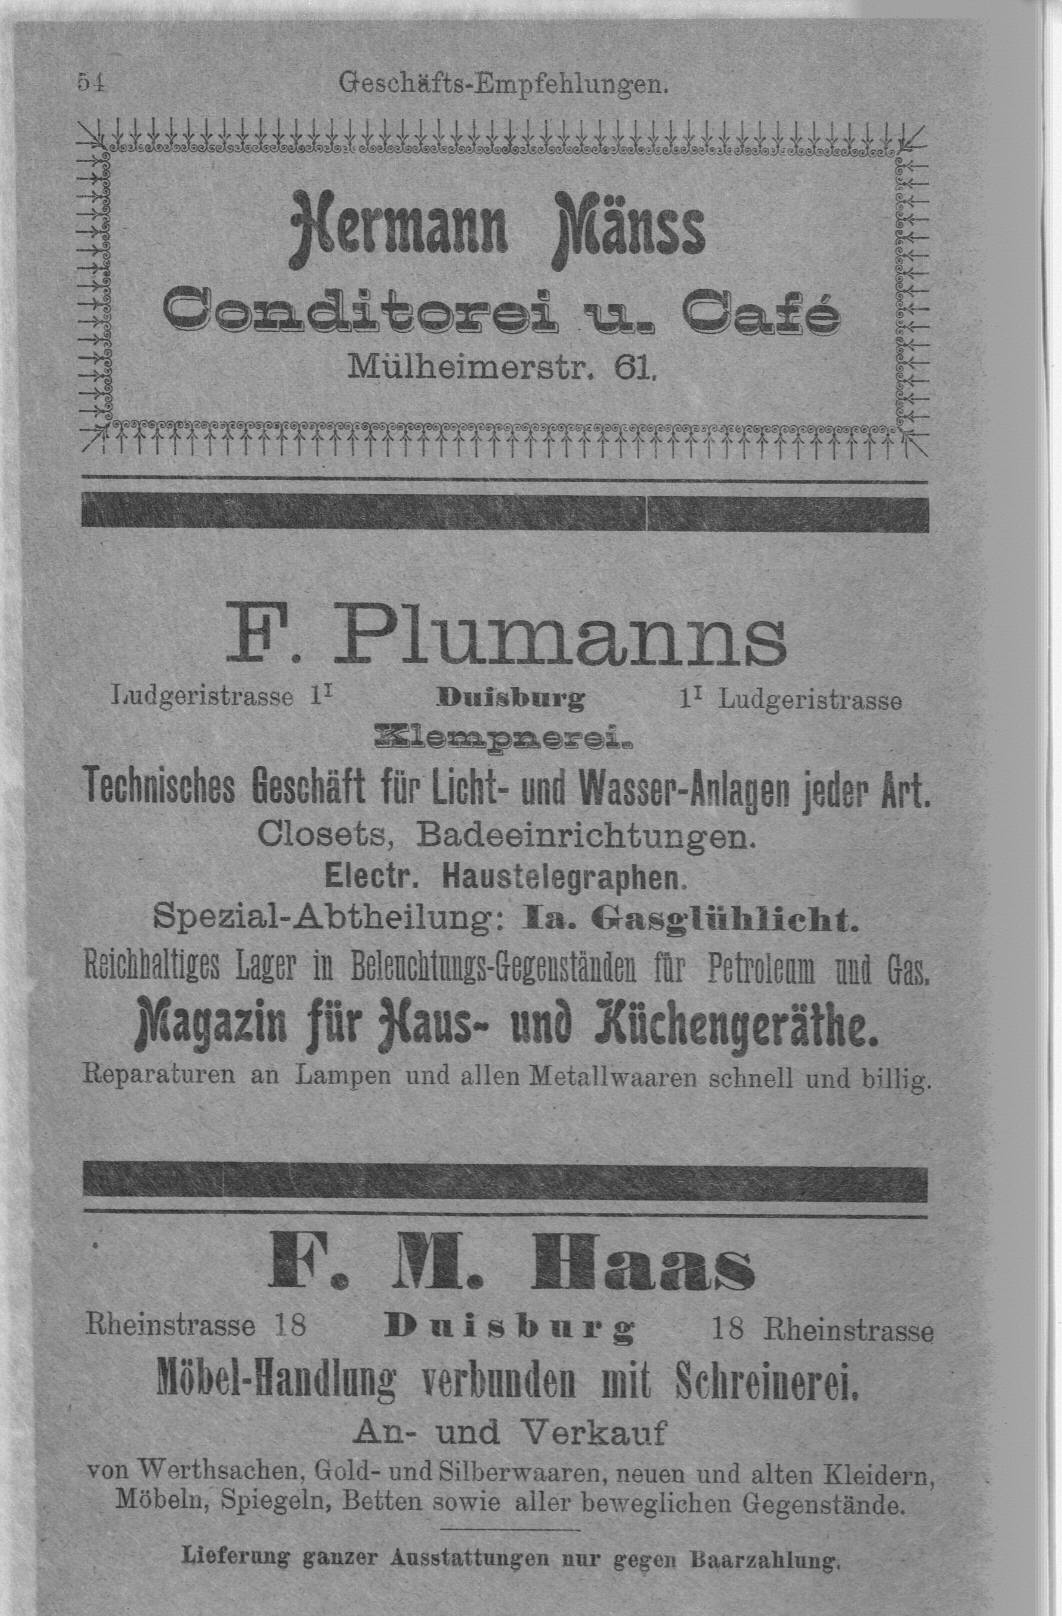 54
Geschäfts-Empfehlungen.
Hermann Mänss
Conditorei u. Café
Mülheimerstr. 61.
F. Plumanns
Ludgeristrasse 1I Duisburg 1I Ludgeristrasse
Klempnerei.
Technisches Geschäft für Licht- und Wasser-Anlagen jeder Art.
Closets, Badeeinrichtungen.
Electr. Haustelegraphen.
Spezial-Abtheilung: Ia. Gasglühlicht.
Reichhaltiges Lager in Beleuchtungs-Gegenständen für Petroleum und Gas.
Magazin für Haus- und Küchengeräthe.
Reparaturen an Lampen und allen Metallwaaren schnell und billig.
F. M. Haas
Rheinstrasse 18 Duisburg 18 Rheinstrasse
Möbel-Handlung verbunden mit Schreinerei.
An- und Verkauf
von Werthsachen, Gold- und Silberwaaren, neuen und alten Kleidern,
Möbeln, Spiegeln, Betten sowie aller beweglichen Gegenstände.
Lieferung ganzer Ausstattungen nur gegen Baarzahlung.